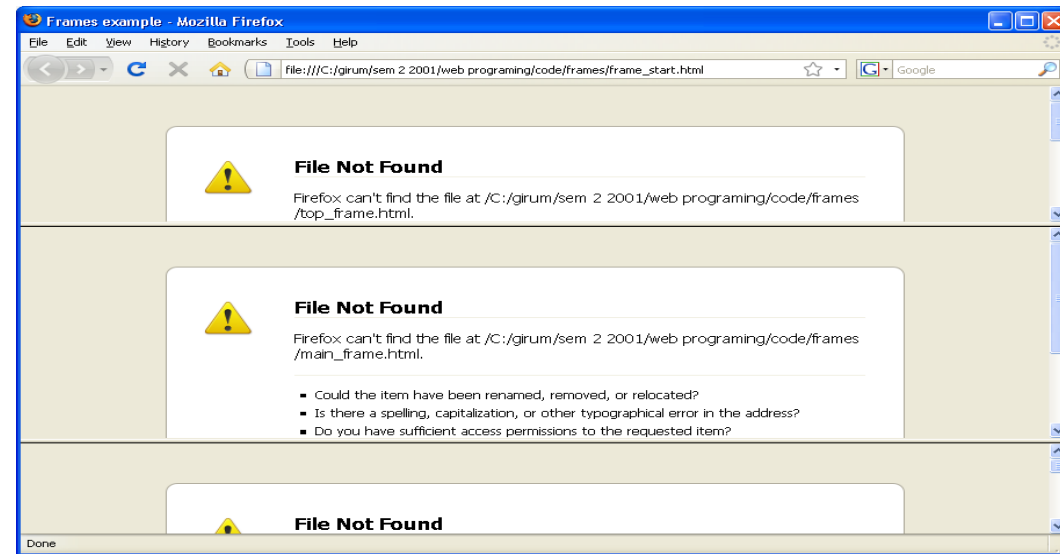 Frames example - Mozilla Firefox
File Edit View History Bookmarks Tools Help
file:///C:/girum/sem 2 2001/web programing/code/frames/frame_start.html
G Google
File Not Found
Firefox can't find the file at /C:/girum/sem 2 2001/web programing/code/frames
/top_frame.html.
File Not Found
Firefox can't find the file at /C:/girum/sem 2 2001/web programing/code/frames
/main_frame.html.
Could the item have been renamed, removed, or relocated?
Is there a spelling, capitalization, or other typographical error in the address?
Do you have sufficient access permissions to the requested item?
File Not Found
Done